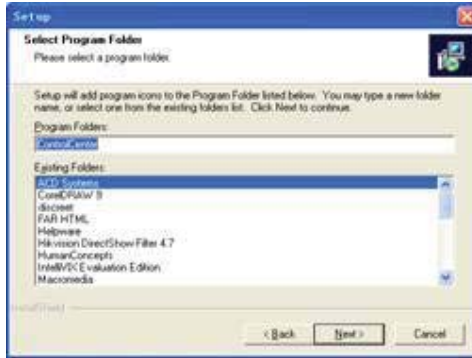 Setup
Select Program Folder
Please select a program folder.
Setup will add program icons to the Program Folder listed below. You may type a new folder
name, or select one from the existing folders list. Click Next to continue.
Program Folders:
ControlCenter
Existing Folders:
ACD Systems
CorelDRAW 9
discreet
FAR HTML
Helpware
Hikvision DirectShow Filter 4.7
HumanConcepts
IntelliVIX Evaluation Edition
Macromedia
InstallShield
< Back
Next >
Cancel